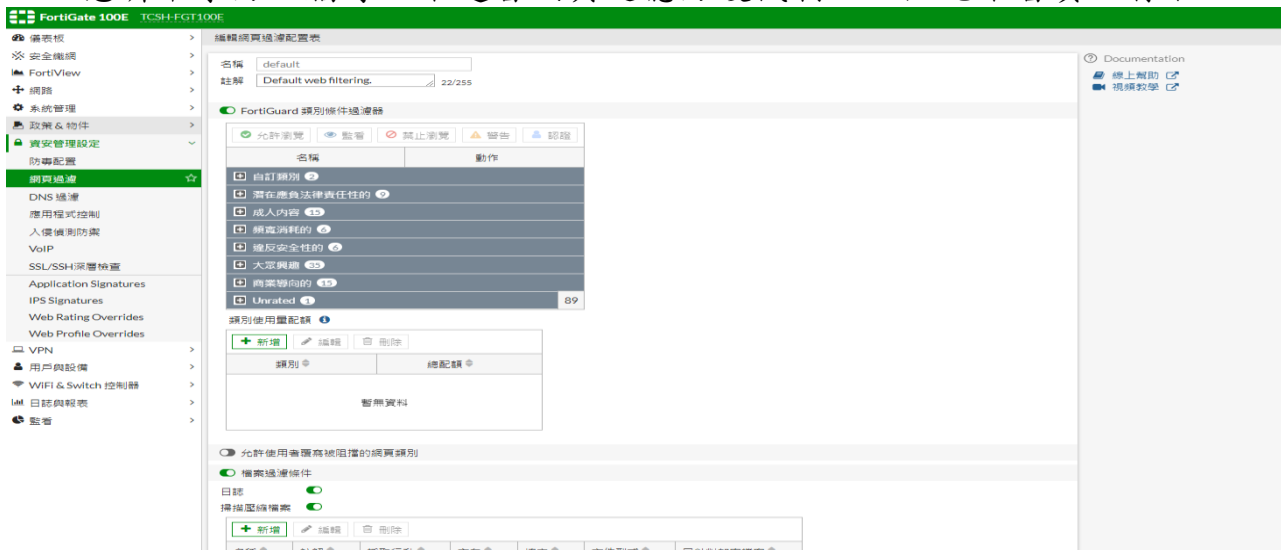 FortiGate 100E TCSH-FGT100E
儀表板
安全織網
FortiView
網路
系統管理
政策 & 物件
資安管理設定
防毒配置
網頁過濾
DNS 過濾
應用程式控制
入侵偵測防禦
VoIP
SSL/SSH深層檢查
Application Signatures
IPS Signatures
Web Rating Overrides
Web Profile Overrides
VPN
用戶與設備
WiFi & Switch 控制器
日誌與報表
監看
編輯網頁過濾配置表
名稱 default
註解 Default web filtering. 22/255
FortiGuard 類別條件過濾器
允許瀏覽 監看 禁止瀏覽 警告 認證
名稱 動作
自訂類別 2
潛在應負法律責任性的 9
成人內容 15
頻寬消耗的 6
違反安全性的 6
大眾興趣 35
商業導向的 15
Unrated 1 89
類別使用量配額
新增 編輯 刪除
類別 總配額
暫無資料
允許使用者覆寫被阻擋的網頁類別
檔案過濾條件
日誌
掃描壓縮檔案
新增 編輯 刪除
Documentation
線上幫助
視頻教學